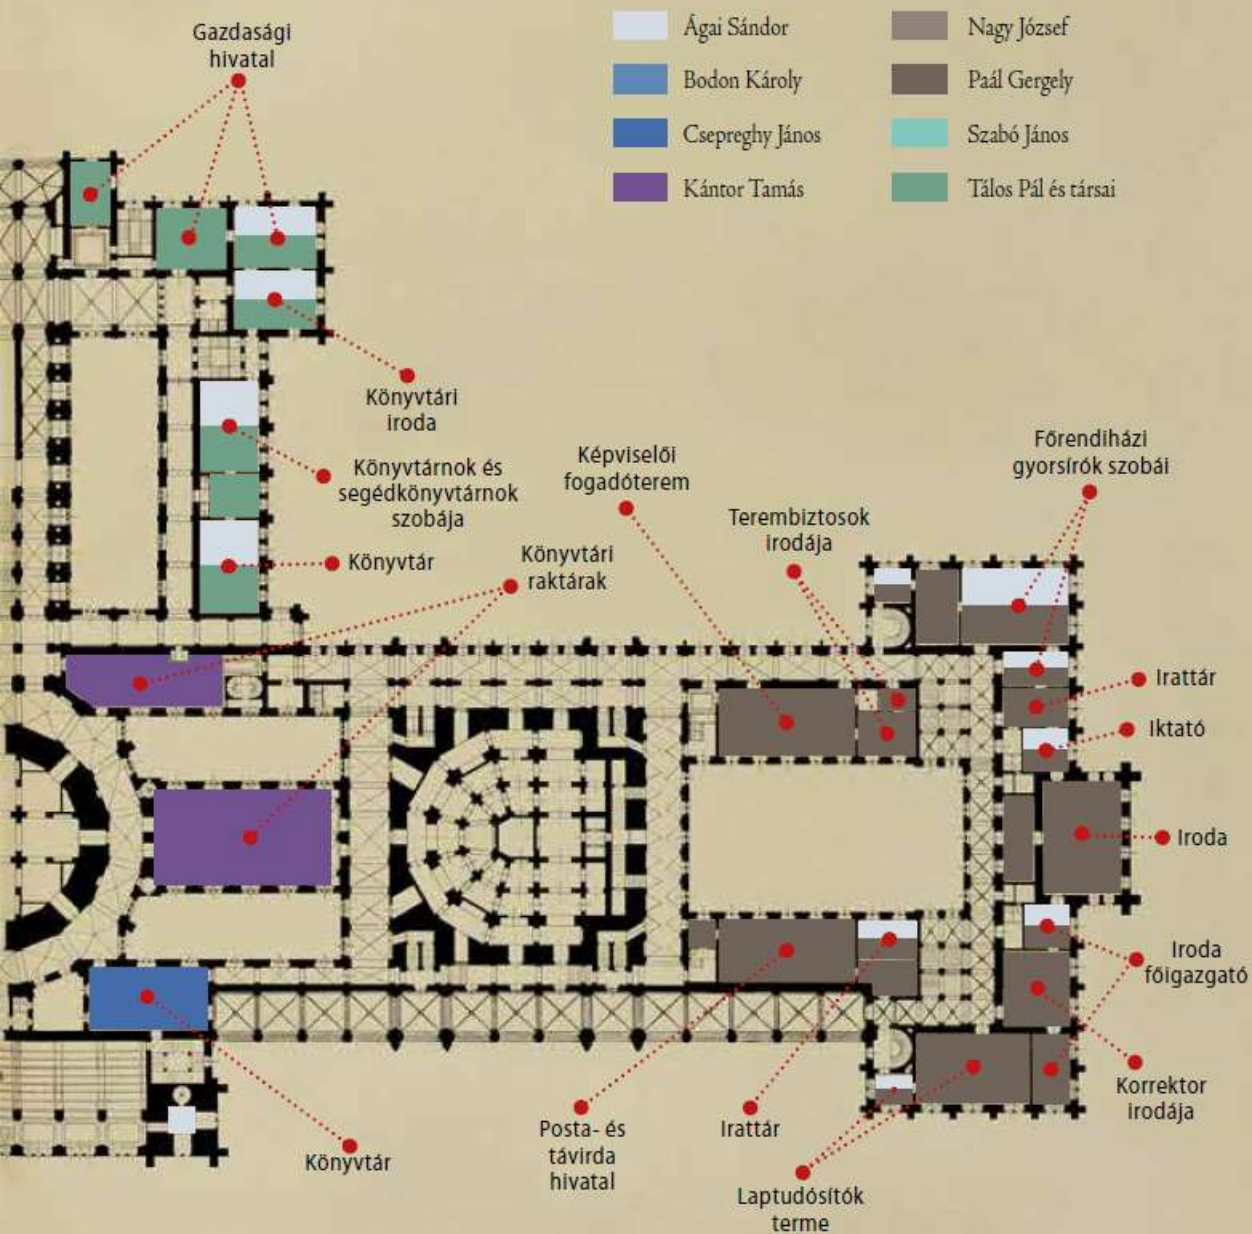 Gazdasági
hivatal
Ágai Sándor
Bodon Károly
Csepreghy János
Kántor Tamás
Nagy József
Paál Gergely
Szabó János
Tálos Pál és társai
Könyvtári
iroda
Könyvtárnok és
segédkönyvtárnok
szobája
Könyvtár
Könyvtári
raktárak
Képviselői
fogadóterem
Terembiztosok
irodája
Főrendiházi
gyorsírók szobái
Irattár
Iktató
Iroda
Iroda
főigazgató
Korrektor
irodája
Könyvtár
Posta- és
távirda
hivatal
Irattár
Laptudósítók
terme